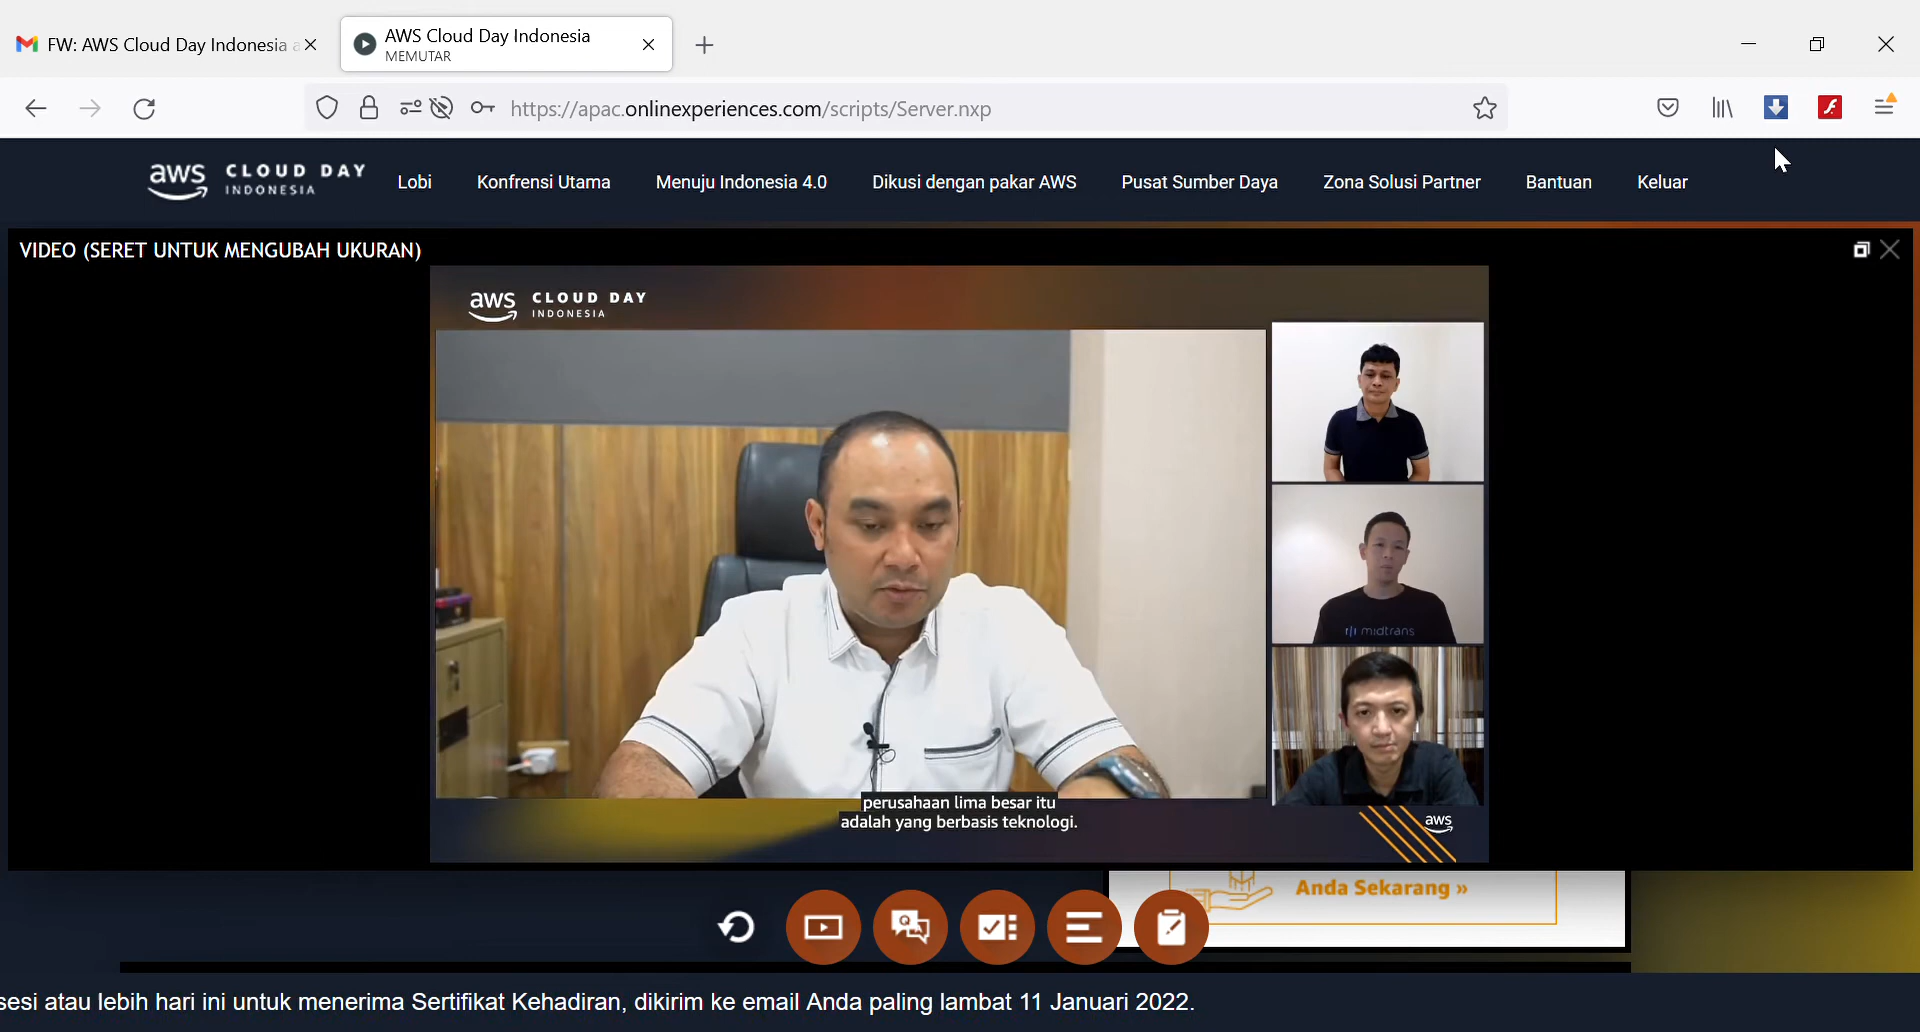 FW: AWS Cloud Day Indonesia a
AWS Cloud Day Indonesia
MEMUTAR
https://apac.onlinexperiences.com/scripts/Server.nxp
aws CLOUD DAY
INDONESIA
Lobi
Konfrensi Utama
Menuju Indonesia 4.0
Dikusi dengan pakar AWS
Pusat Sumber Daya
Zona Solusi Partner
Bantuan
Keluar
VIDEO (SERET UNTUK MENGUBAH UKURAN)
aws CLOUD DAY
INDONESIA
midtrans
perusahaan lima besar itu
adalah yang berbasis teknologi.
aws
Anda Sekarang »
sesi atau lebih hari ini untuk menerima Sertifikat Kehadiran, dikirim ke email Anda paling lambat 11 Januari 2022.